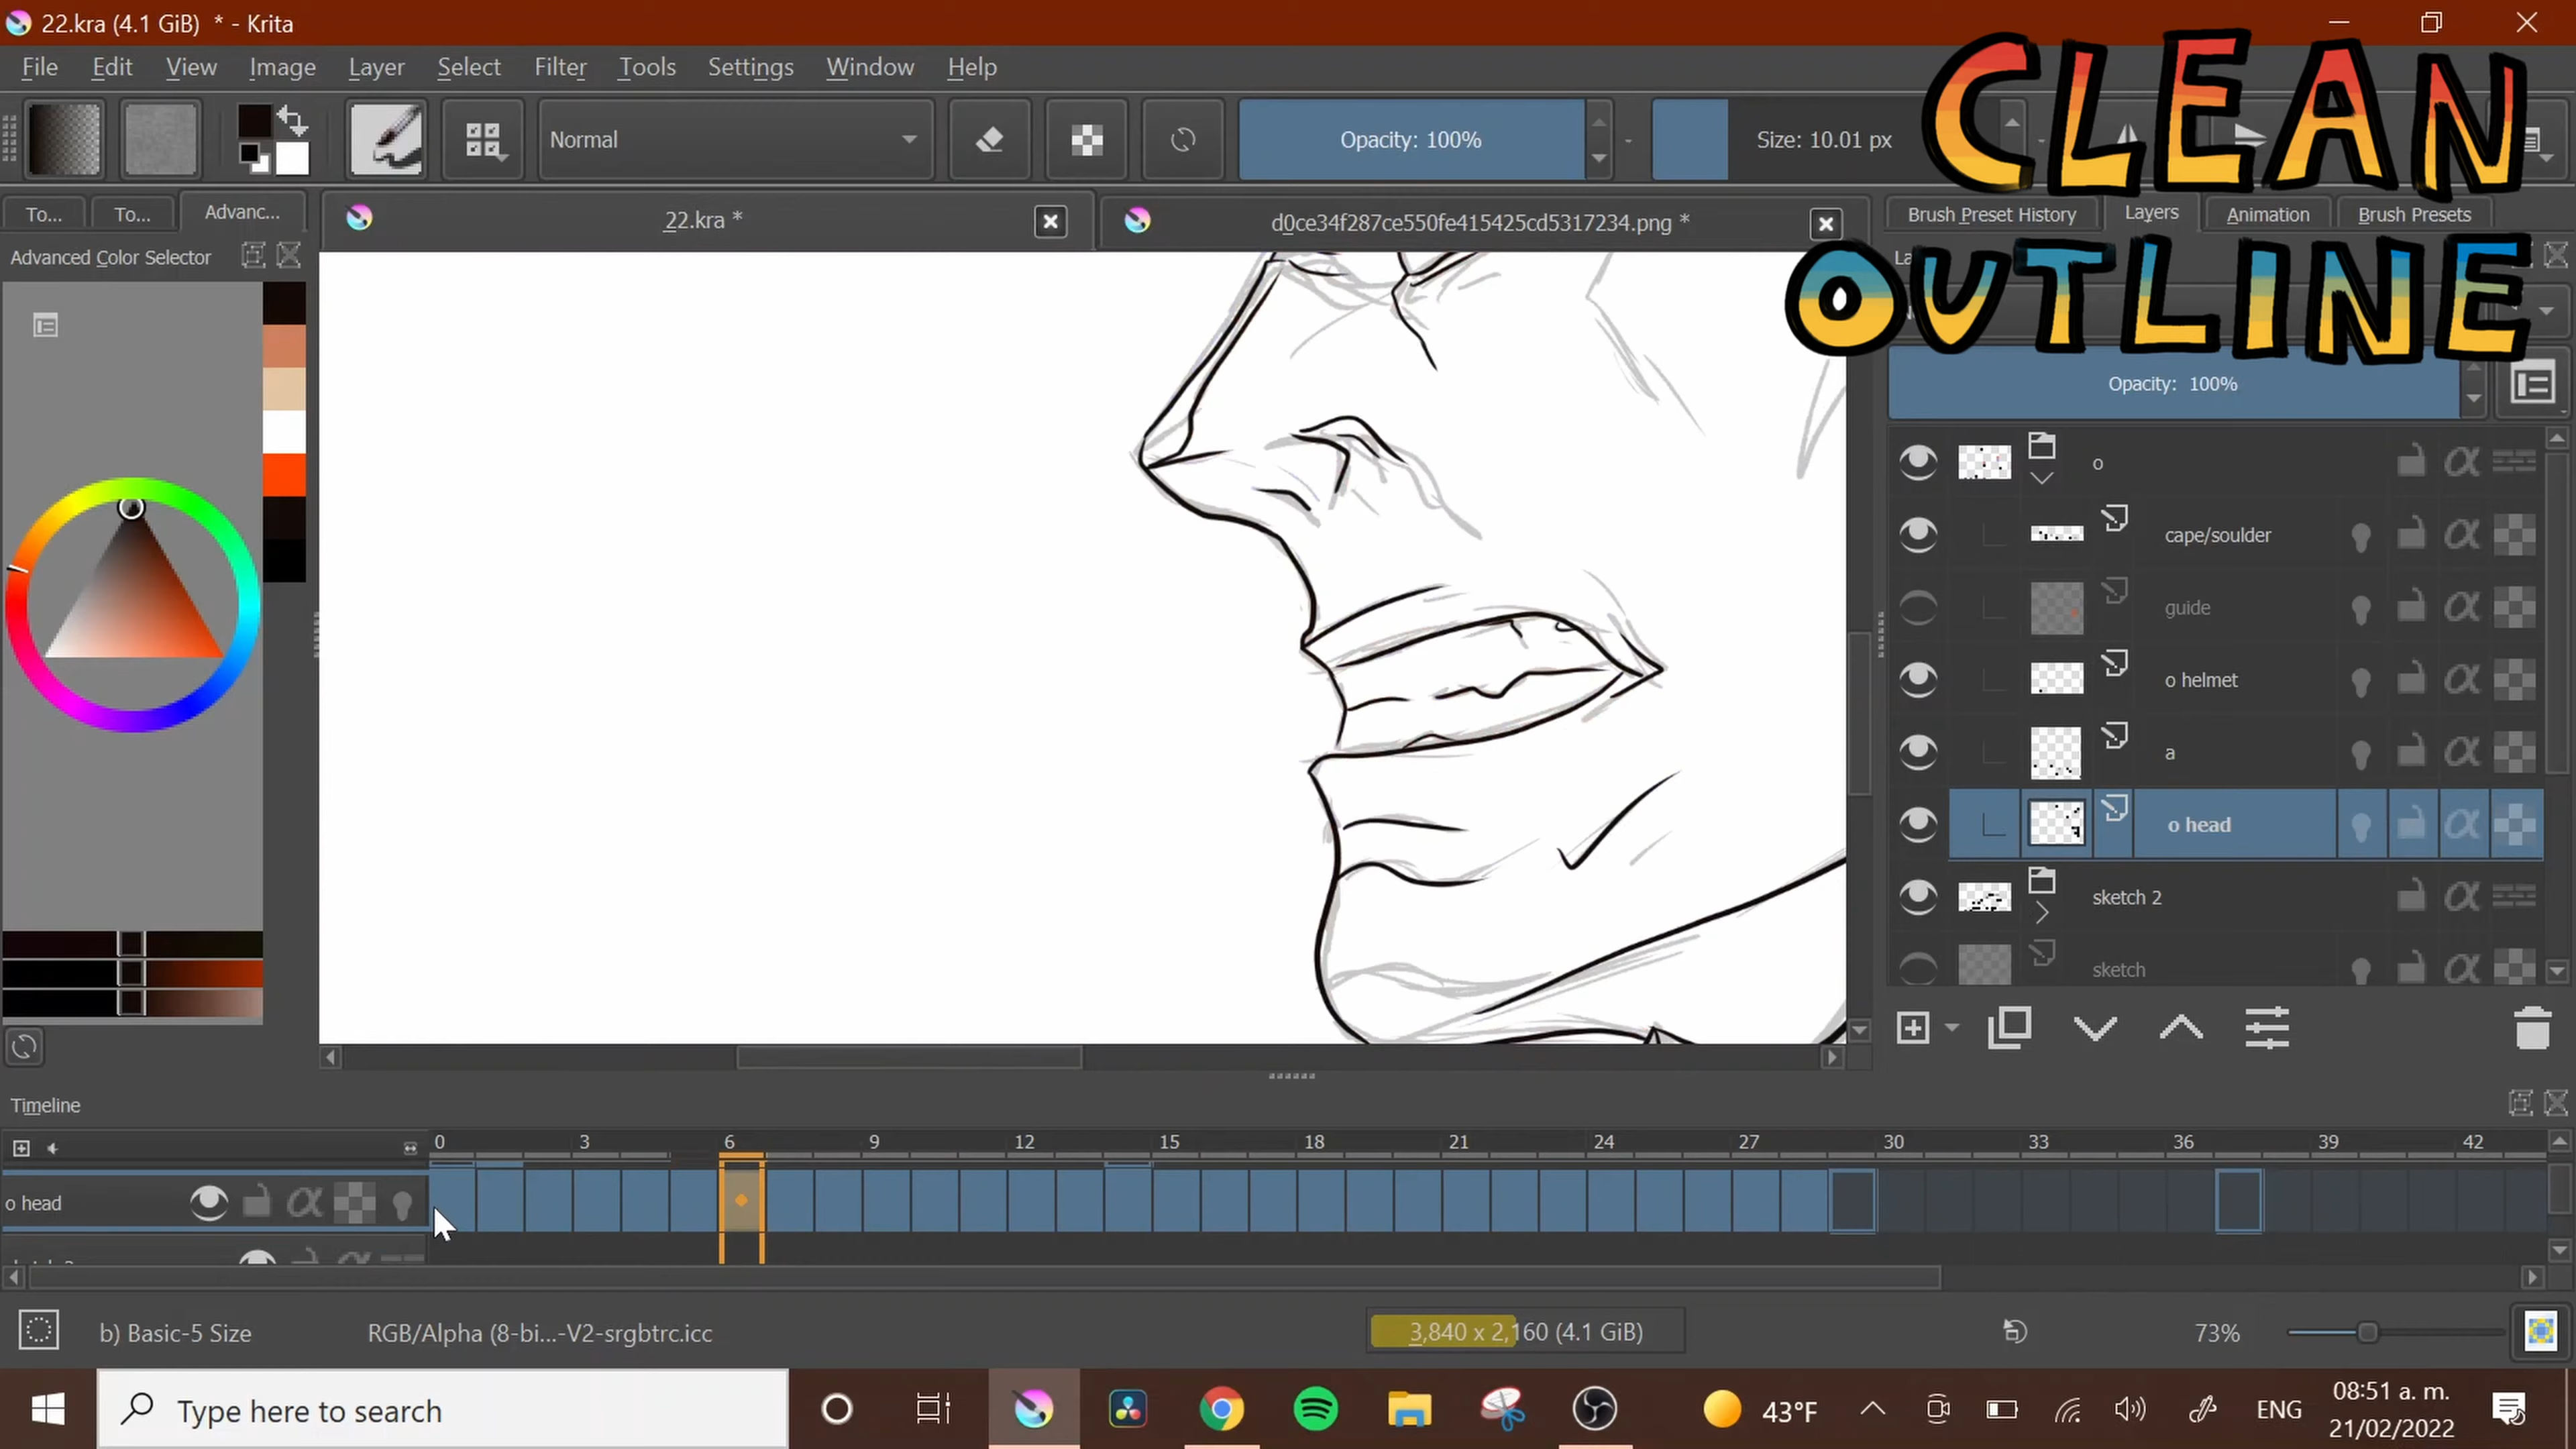 22.kra (4.1 GiB) * - Krita
CLEAN
OUTLINE
File Edit View Image Layer Select Filter Tools Settings Window Help
Normal
Opacity: 100%
Size: 10.01 px
To...
To...
Advanc...
22.kra *
d0ce34f287ce550fe415425cd5317234.png *
Brush Preset History
Layers
Animation
Brush Presets
Advanced Color Selector
Opacity: 100%
o
cape/soulder
guide
o helmet
a
o head
sketch 2
sketch
Timeline
0 3 6 9 12 15 18 21 24 27 30 33 36 39 42
o head
b) Basic-5 Size
RGB/Alpha (8-bi...-V2-srgbtrc.icc
3,840 x 2,160 (4.1 GiB)
73%
Type here to search
43°F
ENG
08:51 a. m.
21/02/2022